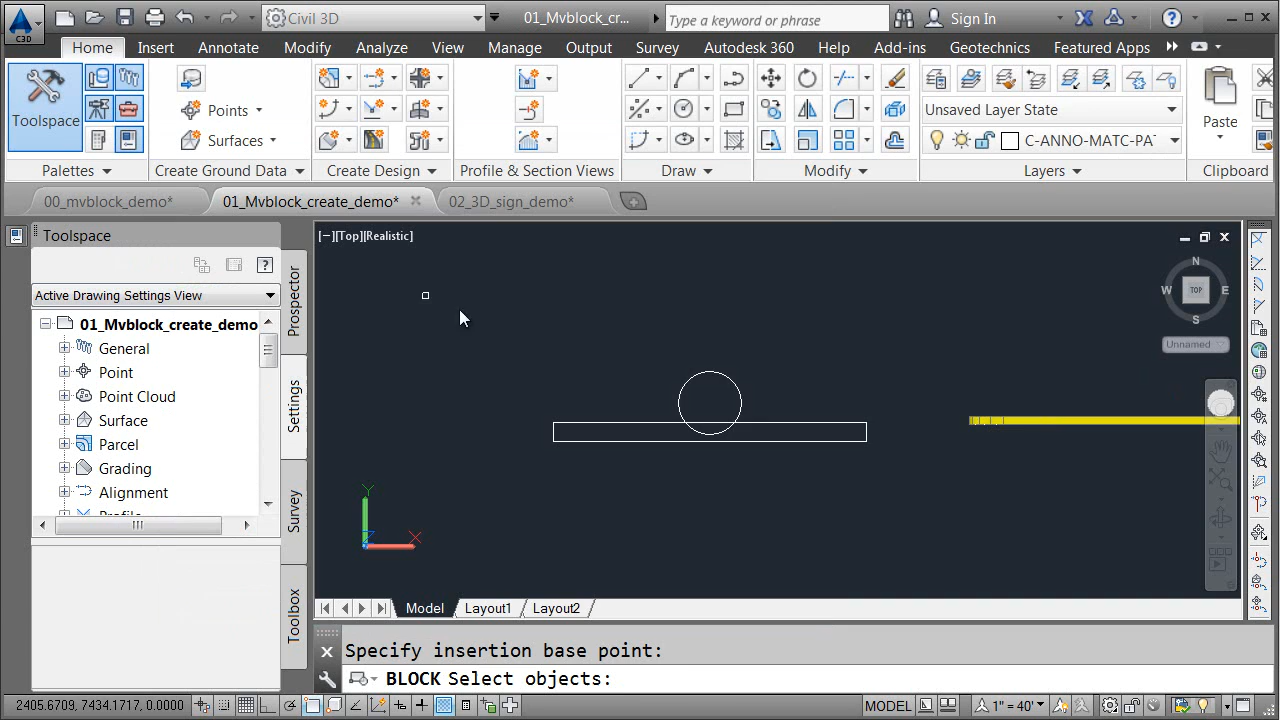 Civil 3D
01_Mvblock_cr...
Type a keyword or phrase
Sign In
C3D
Home Insert Annotate Modify Analyze View Manage Output Survey Autodesk 360 Help Add-ins Geotechnics Featured Apps
Toolspace
Points
Surfaces
Unsaved Layer State
C-ANNO-MATC-PA
Paste
Palettes
Create Ground Data
Create Design
Profile & Section Views
Draw
Modify
Layers
Clipboard
00_mvblock_demo*
01_Mvblock_create_demo*
02_3D_sign_demo*
Toolspace
[−][Top][Realistic]
Active Drawing Settings View
01_Mvblock_create_demo
General
Point
Point Cloud
Surface
Parcel
Grading
Alignment
Prospector
Settings
Survey
Toolbox
N
W TOP E
S
Unnamed
Y
Z X
Model Layout1 Layout2
Specify insertion base point:
BLOCK Select objects:
2405.6709, 7434.1717, 0.0000
MODEL
1" = 40'